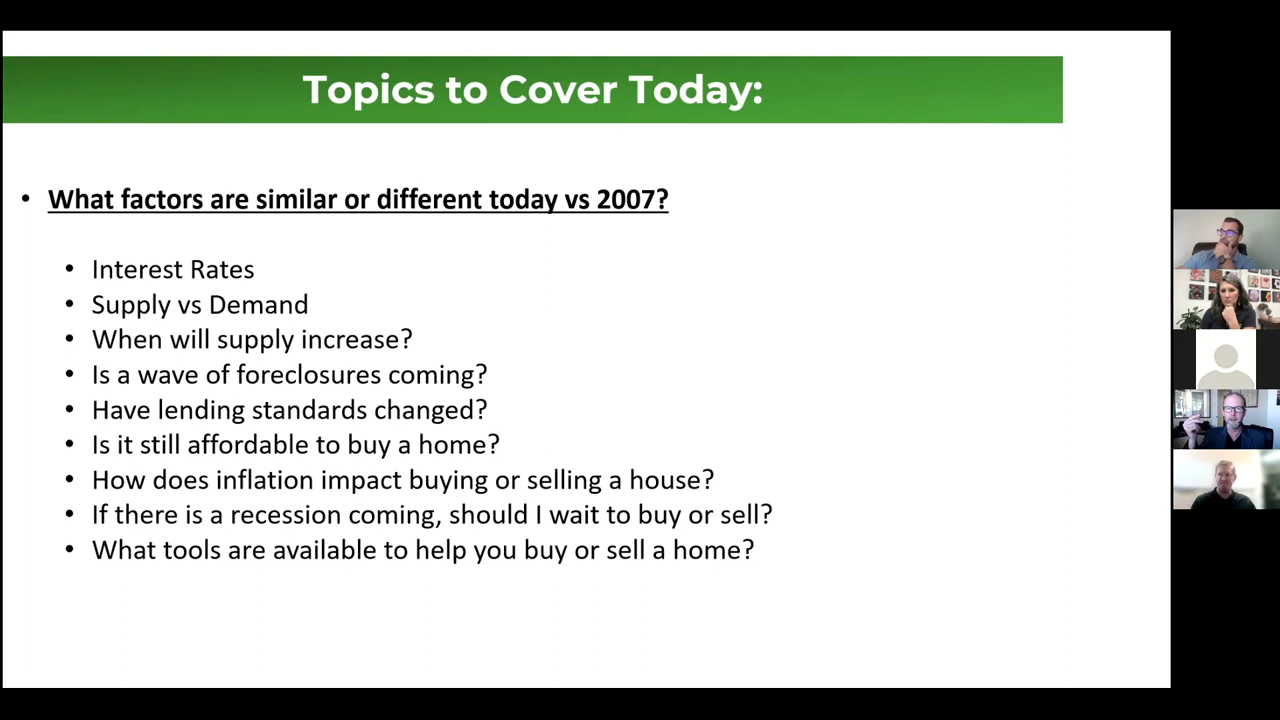 Topics to Cover Today:
• What factors are similar or different today vs 2007?
• Interest Rates
• Supply vs Demand
• When will supply increase?
• Is a wave of foreclosures coming?
• Have lending standards changed?
• Is it still affordable to buy a home?
• How does inflation impact buying or selling a house?
• If there is a recession coming, should I wait to buy or sell?
• What tools are available to help you buy or sell a home?